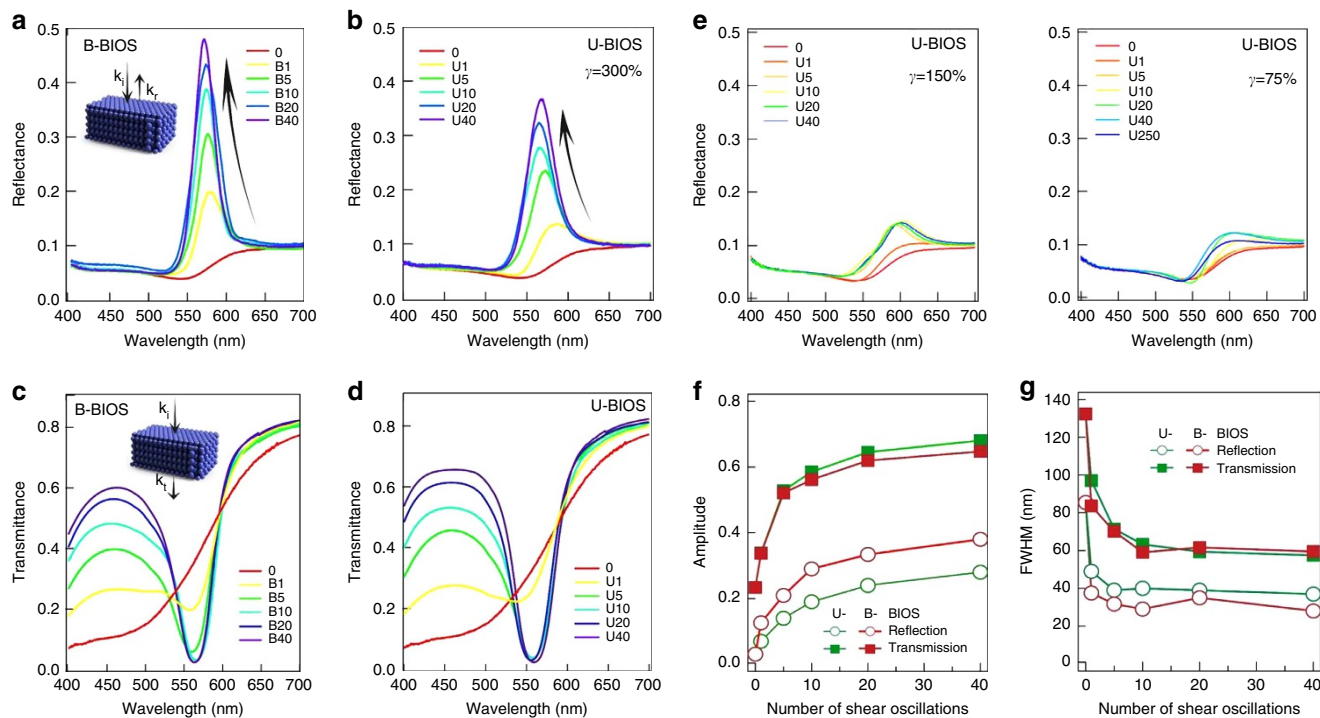 a
B-BIOS
k_i
k_r
0
B1
B5
B10
B20
B40
0.5
0.4
0.3
0.2
0.1
0.0
Reflectance
400 450 500 550 600 650 700
Wavelength (nm)
b
U-BIOS
γ=300%
0
U1
U5
U10
U20
U40
0.5
0.4
0.3
0.2
0.1
0.0
Reflectance
400 450 500 550 600 650 700
Wavelength (nm)
e
U-BIOS
γ=150%
0
U1
U5
U10
U20
U40
0.5
0.4
0.3
0.2
0.1
0.0
Reflectance
400 450 500 550 600 650 700
Wavelength (nm)
U-BIOS
γ=75%
0
U1
U5
U10
U20
U40
U250
0.5
0.4
0.3
0.2
0.1
0.0
400 450 500 550 600 650 700
Wavelength (nm)
c
B-BIOS
k_i
k_t
0
B1
B5
B10
B20
B40
0.8
0.6
0.4
0.2
0.0
Transmittance
400 450 500 550 600 650 700
Wavelength (nm)
d
U-BIOS
0
U1
U5
U10
U20
U40
0.8
0.6
0.4
0.2
0.0
Transmittance
400 450 500 550 600 650 700
Wavelength (nm)
f
0.8
0.6
0.4
0.2
0.0
Amplitude
U- B- BIOS
Reflection
Transmission
0 10 20 30 40
Number of shear oscillations
g
140
120
100
80
60
40
20
0
FWHM (nm)
U- B- BIOS
Reflection
Transmission
0 10 20 30 40
Number of shear oscillations